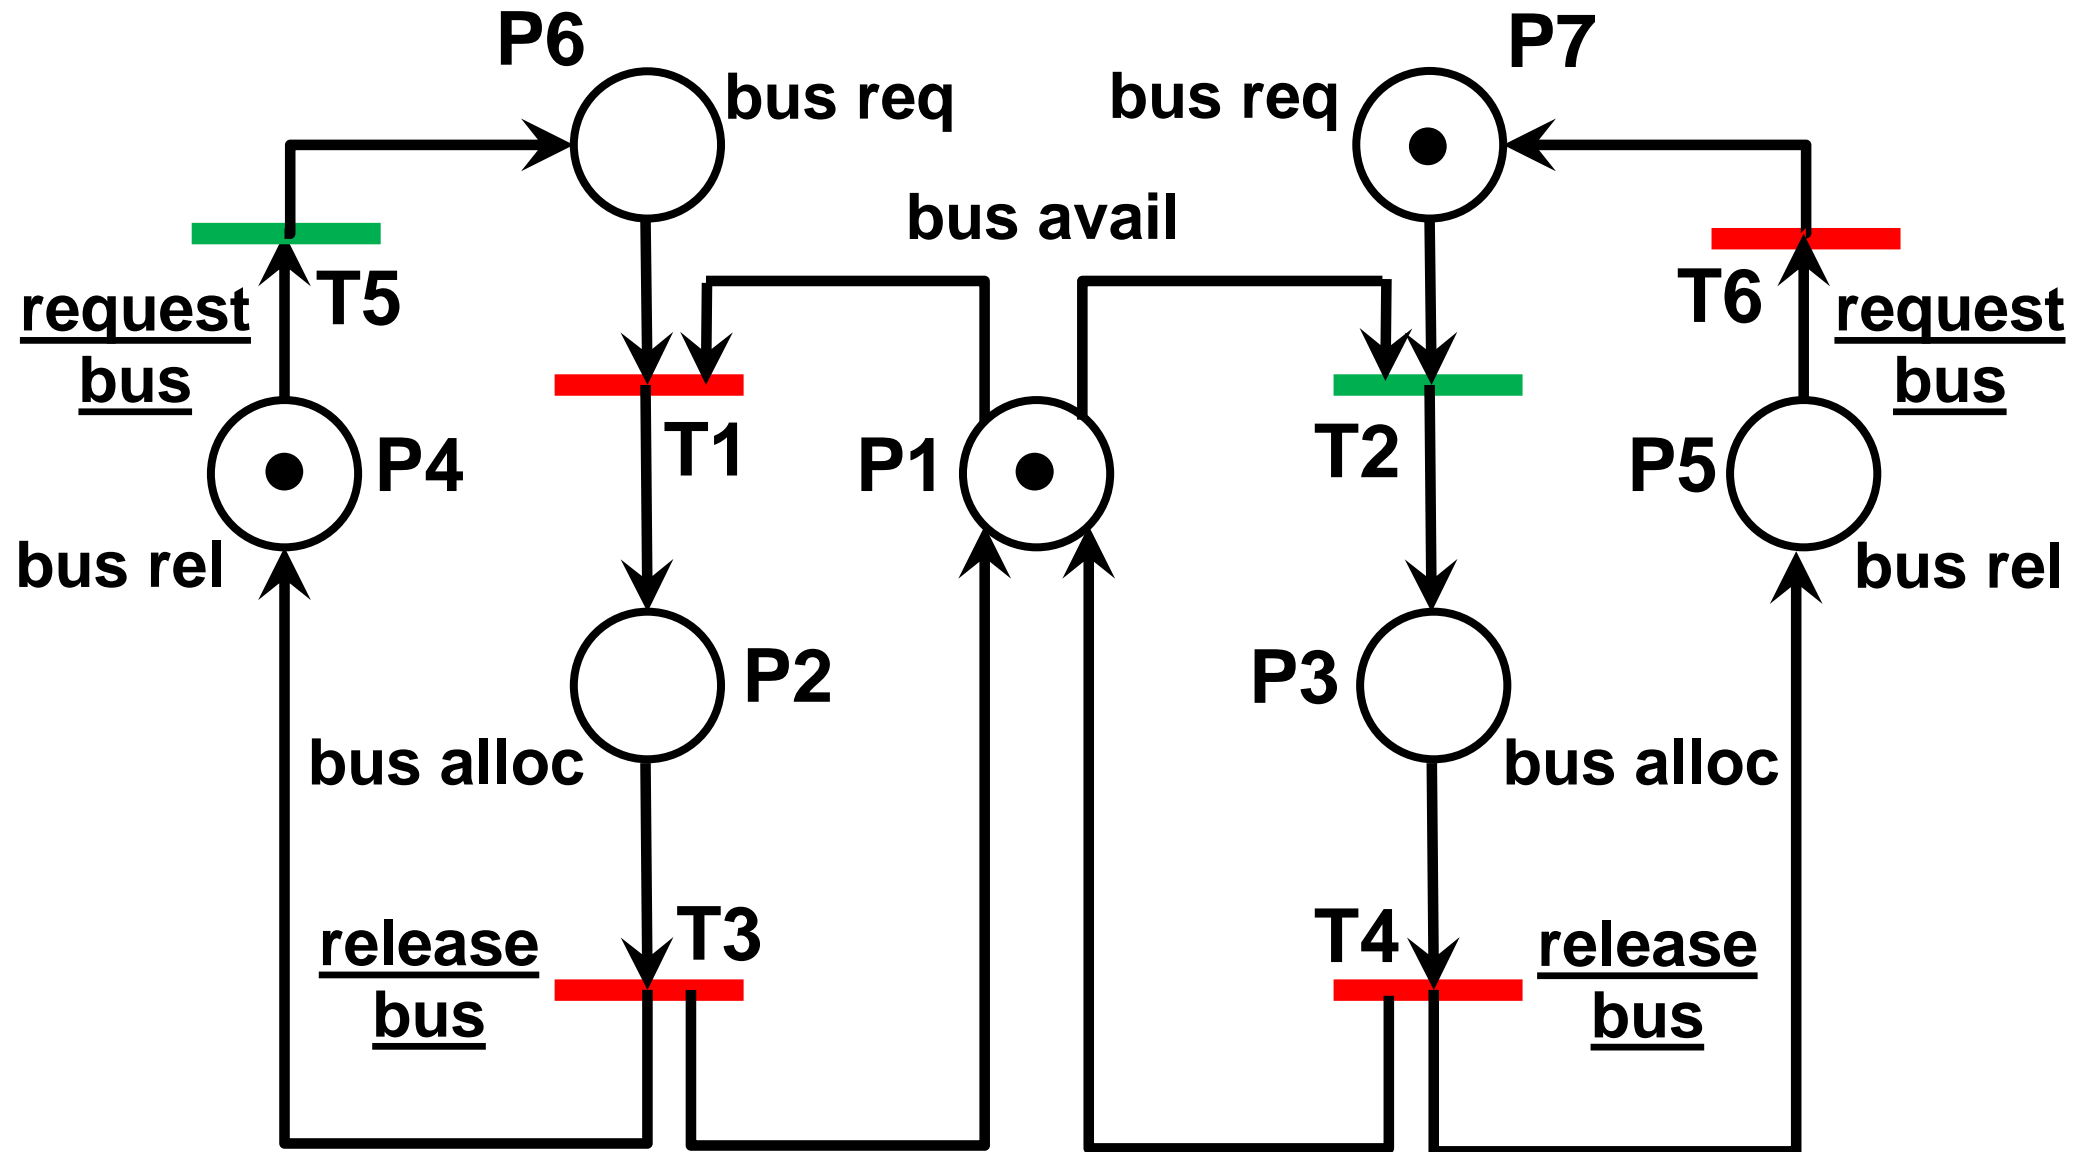 P6
P7
bus req
bus req
bus avail
T5
T6
request
bus
request
bus
P4
T1
P1
T2
P5
bus rel
bus rel
P2
P3
bus alloc
bus alloc
T3
T4
release
bus
release
bus